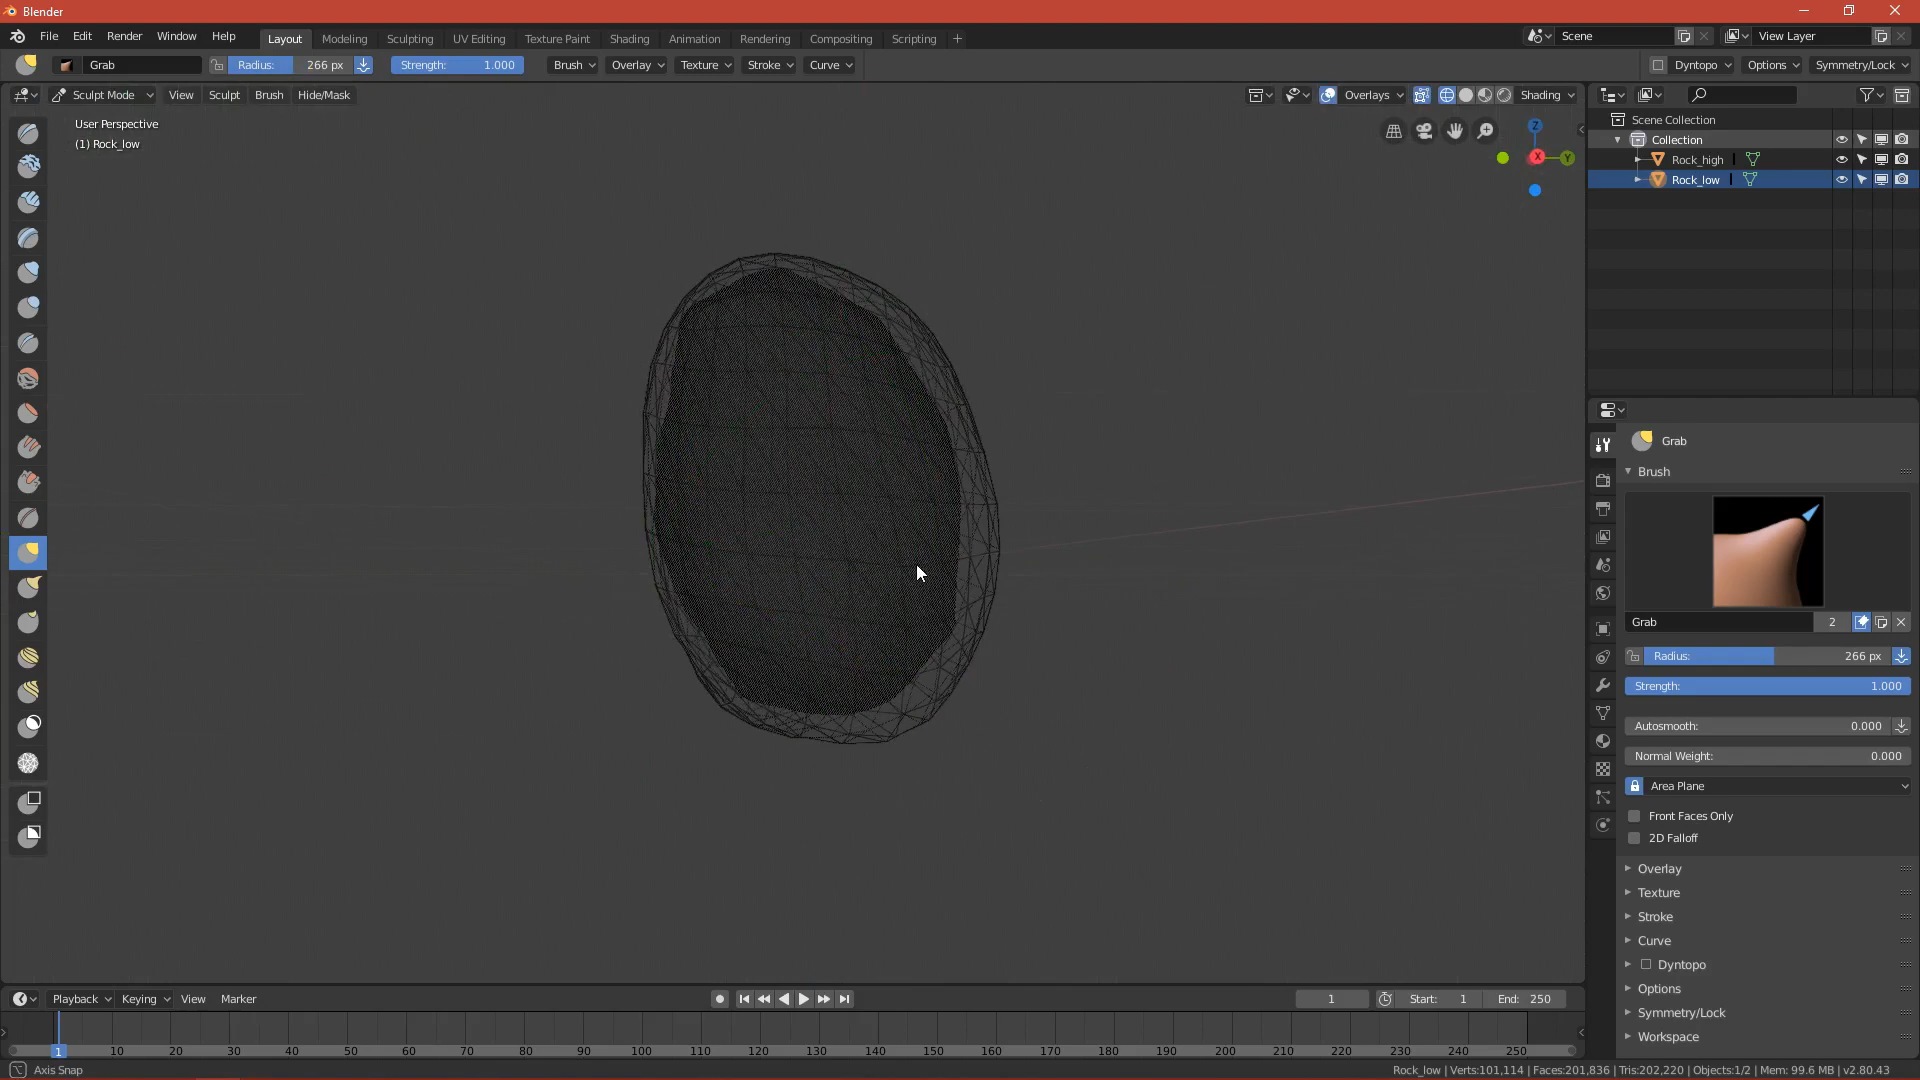 Blender
File Edit Render Window Help Layout Modeling Sculpting UV Editing Texture Paint Shading Animation Rendering Compositing Scripting + Scene View Layer
Grab Radius: 266 px Strength: 1.000 Brush Overlay Texture Stroke Curve Dyntopo Options Symmetry/Lock
Sculpt Mode View Sculpt Brush Hide/Mask Overlays Shading
User Perspective
(1) Rock_low
Z
X
Y
Scene Collection
Collection
Rock_high
Rock_low
Grab
Brush
Grab 2
Radius: 266 px
Strength: 1.000
Autosmooth: 0.000
Normal Weight: 0.000
Area Plane
Front Faces Only
2D Falloff
Overlay
Texture
Stroke
Curve
Dyntopo
Options
Symmetry/Lock
Workspace
Playback Keying View Marker 1 Start: 1 End: 250
1 10 20 30 40 50 60 70 80 90 100 110 120 130 140 150 160 170 180 190 200 210 220 230 240 250
Axis Snap Rock_low | Verts:101,114 | Faces:201,836 | Tris:202,220 | Objects:1/2 | Mem: 99.6 MB | v2.80.43